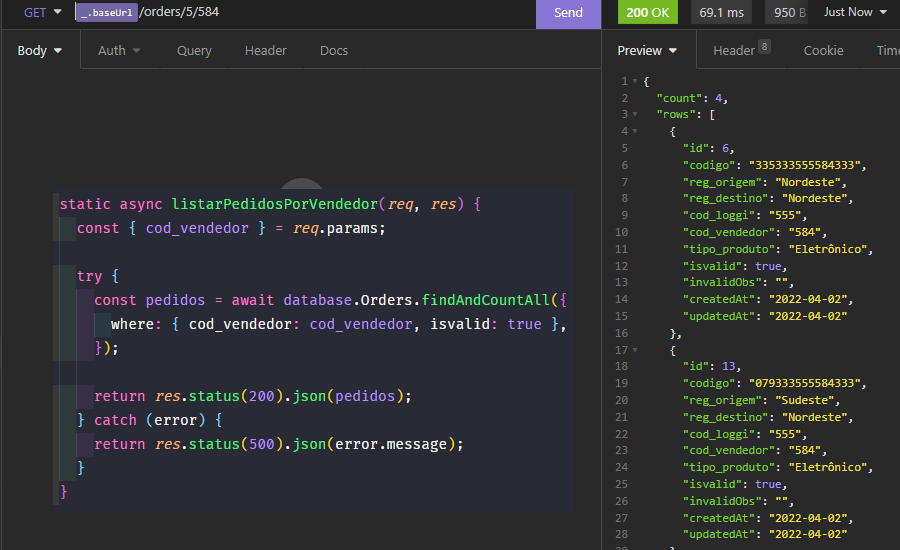 GET _.baseUrl /orders/5/584 Send 200 OK 69.1 ms 950 B Just Now
Body Auth Query Header Docs Preview Header 8 Cookie Time
static async listarPedidosPorVendedor(req, res) {
const { cod_vendedor } = req.params;
try {
const pedidos = await database.Orders.findAndCountAll({
where: { cod_vendedor: cod_vendedor, isvalid: true },
});
return res.status(200).json(pedidos);
} catch (error) {
return res.status(500).json(error.message);
}
}
1 {
2 "count": 4,
3 "rows": [
4 {
5 "id": 6,
6 "codigo": "335333555584333",
7 "reg_origem": "Nordeste",
8 "reg_destino": "Nordeste",
9 "cod_loggi": "555",
10 "cod_vendedor": "584",
11 "tipo_produto": "Eletrônico",
12 "isvalid": true,
13 "invalidObs": "",
14 "createdAt": "2022-04-02",
15 "updatedAt": "2022-04-02"
16 },
17 {
18 "id": 13,
19 "codigo": "079333555584333",
20 "reg_origem": "Sudeste",
21 "reg_destino": "Nordeste",
22 "cod_loggi": "555",
23 "cod_vendedor": "584",
24 "tipo_produto": "Eletrônico",
25 "isvalid": true,
26 "invalidObs": "",
27 "createdAt": "2022-04-02",
28 "updatedAt": "2022-04-02"